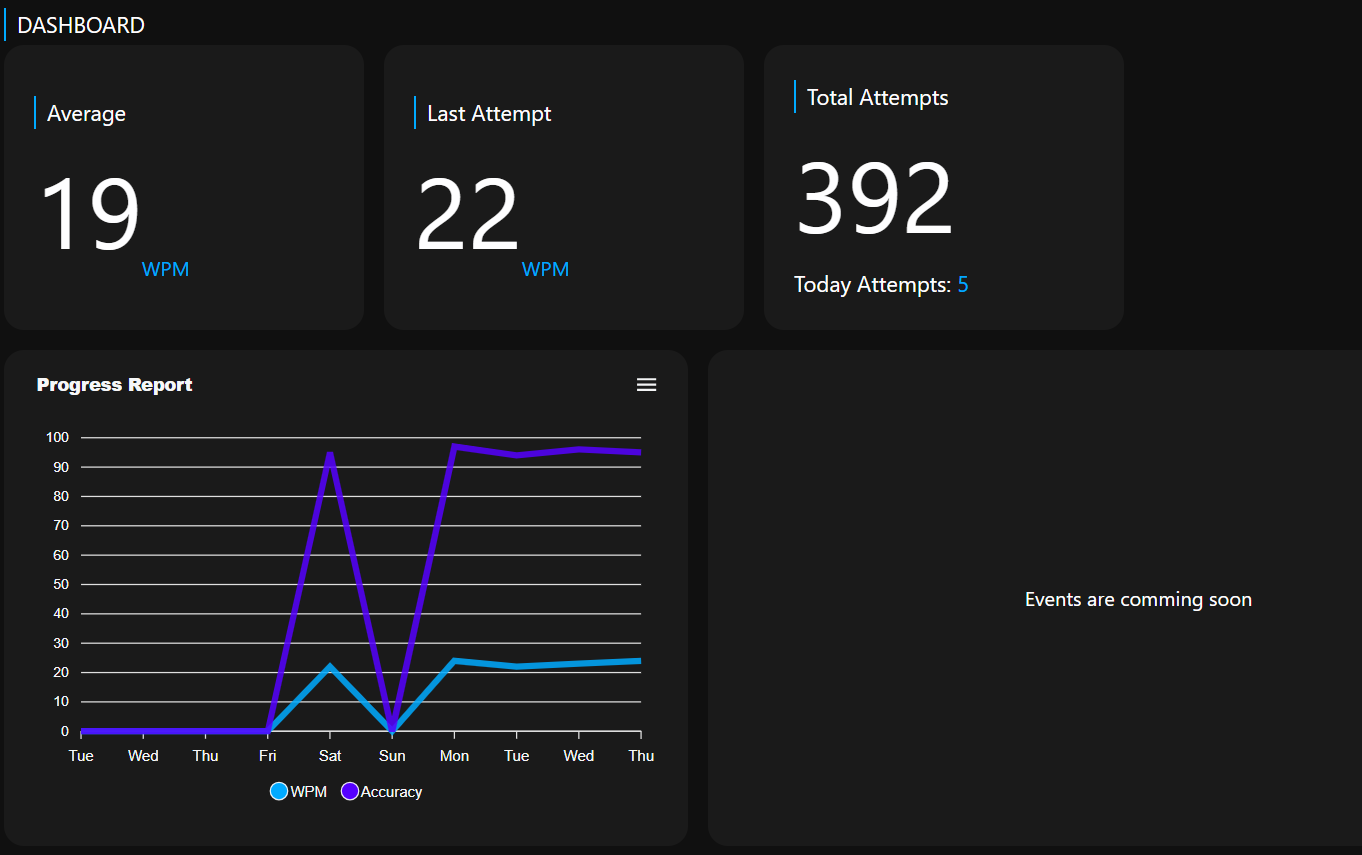 DASHBOARD
Average
19
WPM
Last Attempt
22
WPM
Total Attempts
392
Today Attempts: 5
Progress Report
100
90
80
70
60
50
40
30
20
10
0
Tue Wed Thu Fri Sat Sun Mon Tue Wed Thu
WPM Accuracy
Events are comming soon